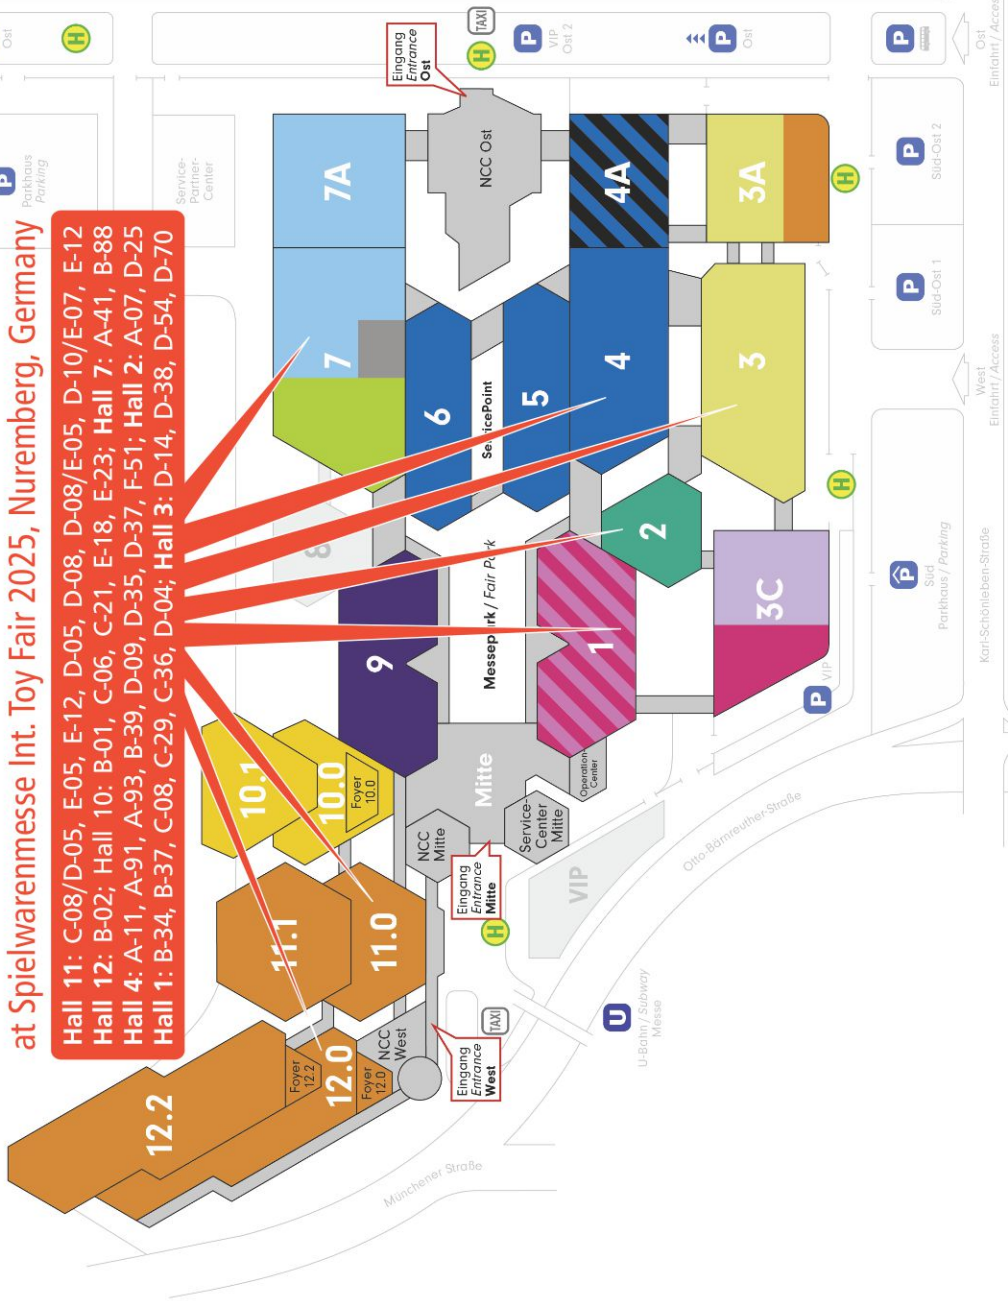 at Spielwarenmesse Int. Toy Fair 2025, Nuremberg, Germany
Hall 11: C-08/D-05, E-05, E-12, D-05, D-08, D-08/E-05, D-10/E-07, E-12
Hall 12: B-02; Hall 10: B-01, C-06, C-21, E-18, E-23; Hall 7: A-41, B-88
Hall 4: A-11, A-91, A-93, B-39, D-09, D-35, D-37, F-51; Hall 2: A-07, D-25
Hall 1: B-34, B-37, C-08, C-29, C-36, D-04; Hall 3: D-14, D-38, D-54, D-70
P
Parkhaus
Parking
Ost
H
Service-
Partner-
Center
12.2
Foyer
12.2
12.0
Foyer
12.0
NCC
West
11.1
11.0
10.1
10.0
Foyer
10.0
9
8
7
7A
6
ServicePoint
5
4
4A
Messepark / Fair Park
Mitte
NCC
Mitte
Service-
Center
Mitte
Operation
Center
1
2
3
3A
3C
NCC Ost
Eingang
Entrance
Ost
Eingang
Entrance
Mitte
Eingang
Entrance
West
TAXI
H
TAXI
H
P
VIP
Ost 2
P
Ost
P
Ost
Einfahrt / Access
P
Süd-Ost 2
P
Süd-Ost 1
H
H
West
Einfahrt / Access
P
Süd
Parkhaus / Parking
P
VIP
VIP
U
U-Bahn / Subway
Messe
Münchener Straße
Otto-Bärnreuther-Straße
Karl-Schönleben-Straße